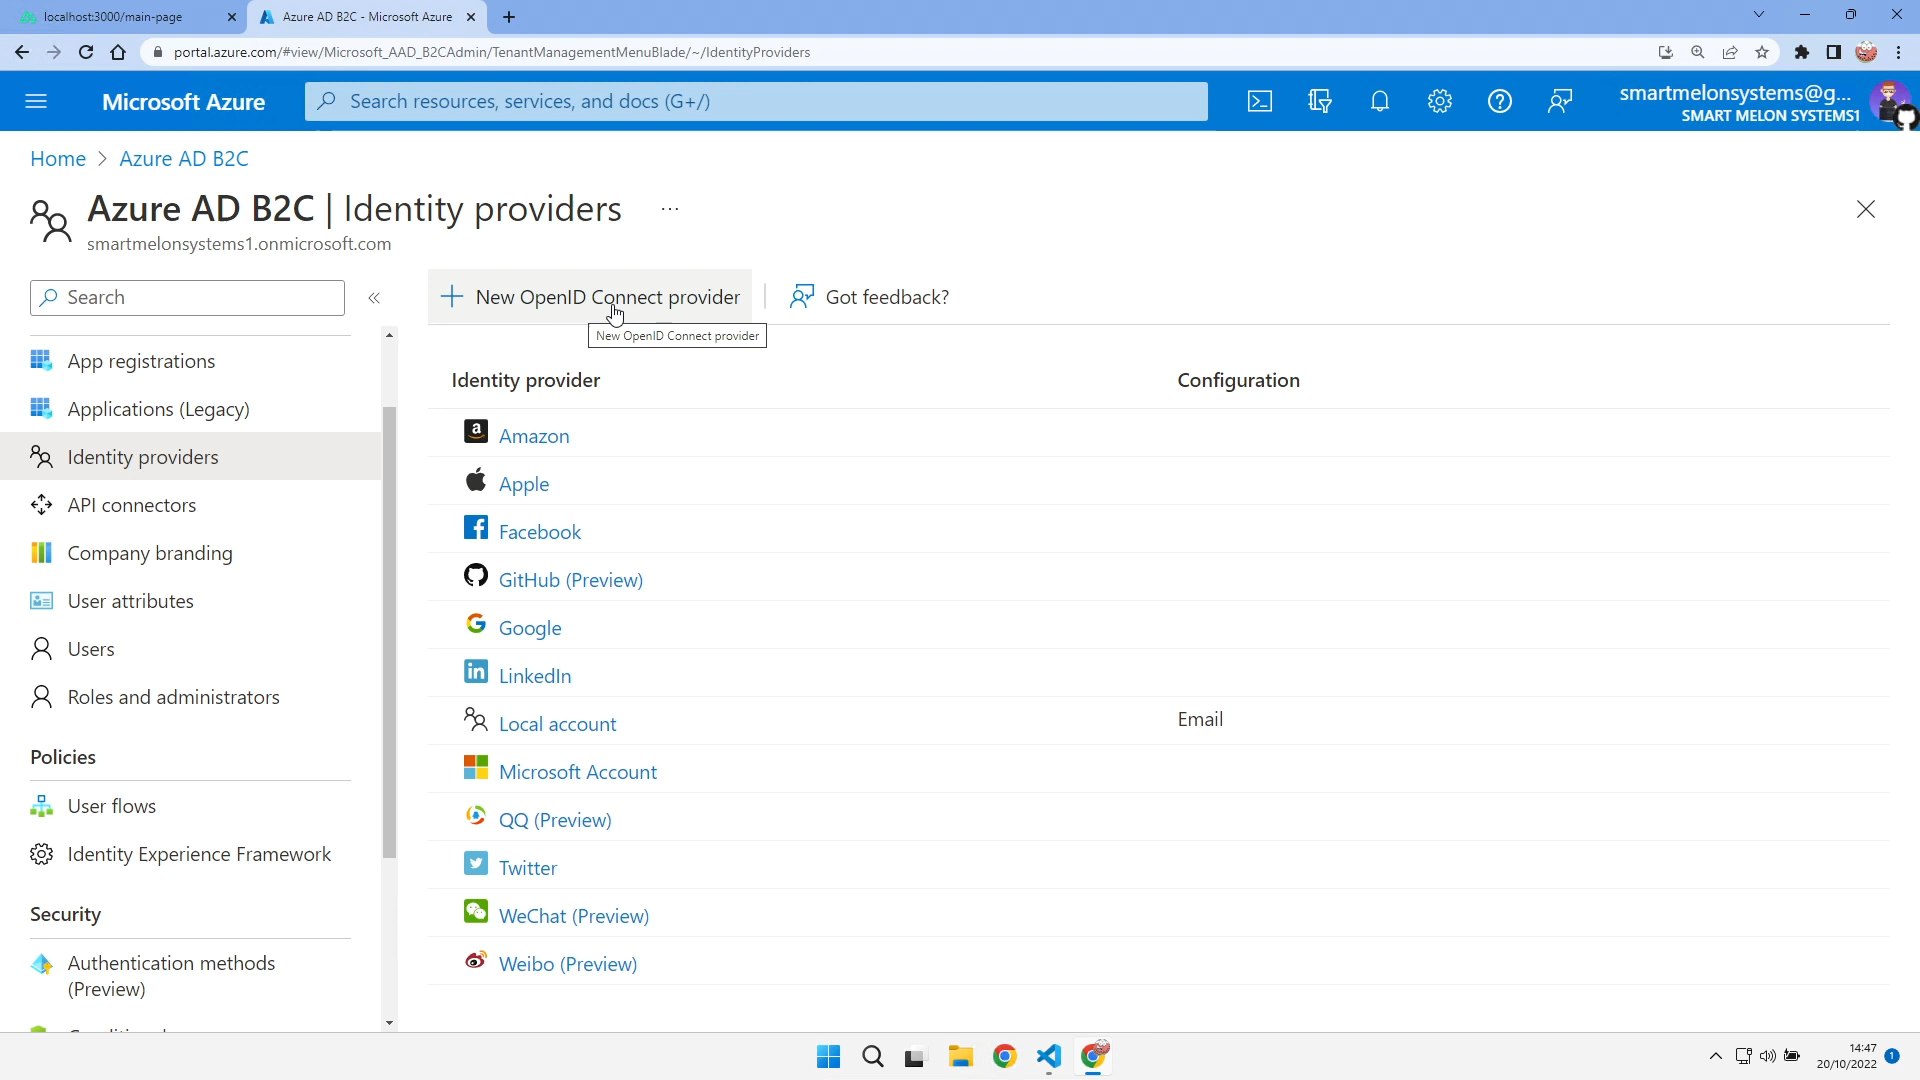 localhost:3000/main-page
Azure AD B2C - Microsoft Azure
portal.azure.com/#view/Microsoft_AAD_B2CAdmin/TenantManagementMenuBlade/~/IdentityProviders
Microsoft Azure
Search resources, services, and docs (G+/)
smartmelonsystems@g...
SMART MELON SYSTEMS1
Home > Azure AD B2C
Azure AD B2C | Identity providers ...
smartmelonsystems1.onmicrosoft.com
Search
App registrations
Applications (Legacy)
Identity providers
API connectors
Company branding
User attributes
Users
Roles and administrators
Policies
User flows
Identity Experience Framework
Security
Authentication methods
(Preview)
New OpenID Connect provider
Got feedback?
New OpenID Connect provider
Identity provider Configuration
Amazon
Apple
Facebook
GitHub (Preview)
Google
LinkedIn
Local account Email
Microsoft Account
QQ (Preview)
Twitter
WeChat (Preview)
Weibo (Preview)
14:47
20/10/2022
1